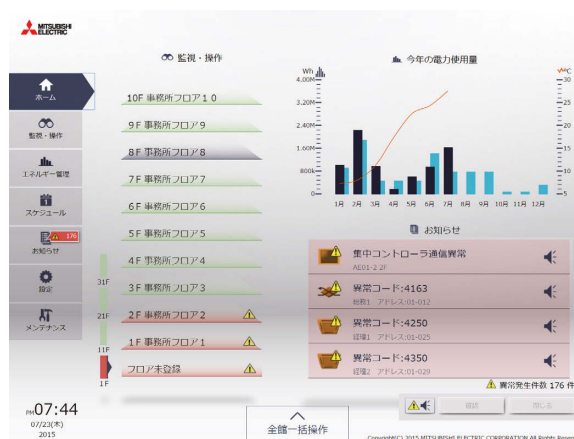 MITSUBISHI
ELECTRIC
監視・操作
今年の電力使用量
ホーム
監視・操作
エネルギー管理
スケジュール
176
お知らせ
設定
メンテナンス
31F
21F
11F
1F
10F 事務所フロア10
9F 事務所フロア9
8F 事務所フロア8
7F 事務所フロア7
6F 事務所フロア6
5F 事務所フロア5
4F 事務所フロア4
3F 事務所フロア3
2F 事務所フロア2
1F 事務所フロア1
フロア未登録
Wh
℃
4.00M
3.20M
2.40M
1.60M
800k
0
30
25
20
15
10
5
1月 2月 3月 4月 5月 6月 7月 8月 9月 10月 11月 12月
お知らせ
集中コントローラ通信異常
AE01-2 2F
異常コード:4163
総務1 アドレス:01-012
異常コード:4250
経理1 アドレス:01-025
異常コード:4350
経理2 アドレス:01-029
異常発生件数 176 件
確認
閉じる
PM07:44
07/23(木)
2015
全館一括操作
Copyright(C) 2015 MITSUBISHI ELECTRIC CORPORATION All Rights Reserv